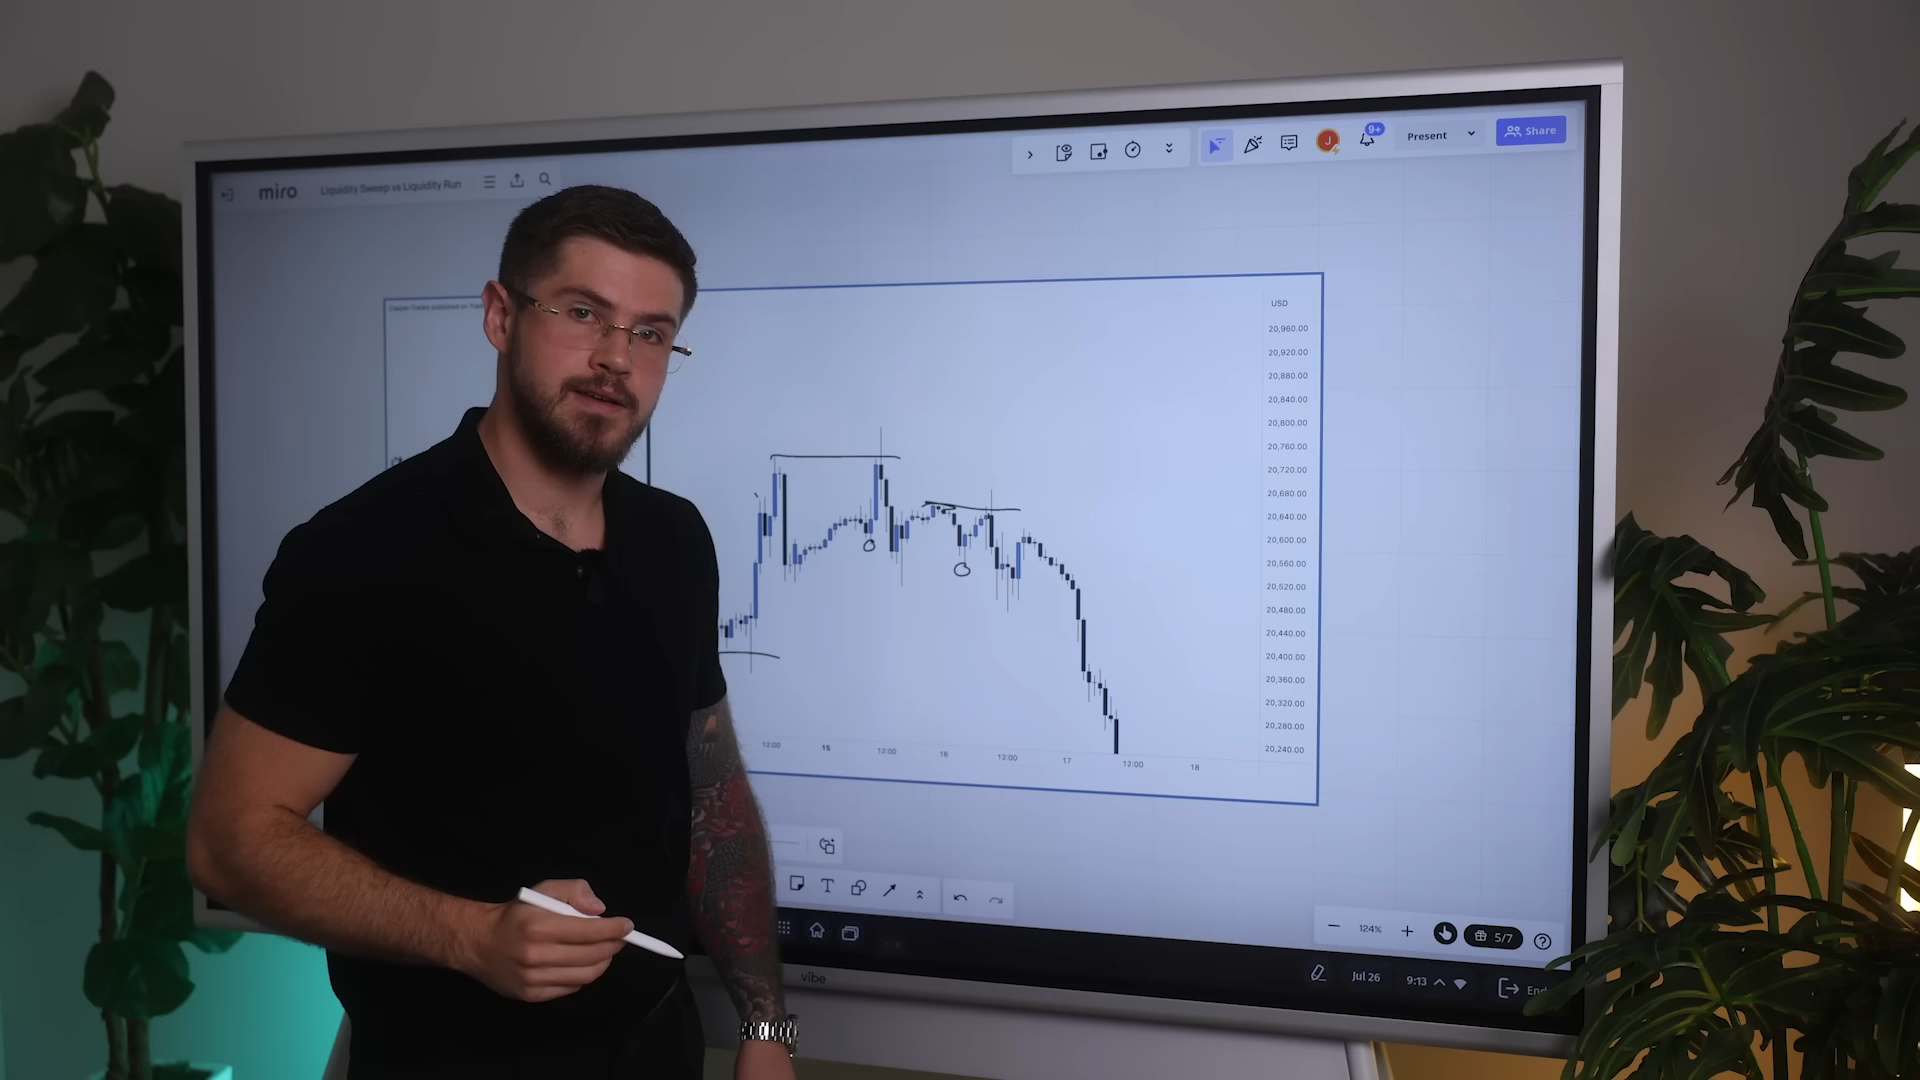 miro
Liquidity Sweep vs Liquidity Run
J
9+
Present
Share
USD
20,960.00
20,920.00
20,880.00
20,840.00
20,800.00
20,760.00
20,720.00
20,680.00
20,640.00
20,600.00
20,560.00
20,520.00
20,480.00
20,440.00
20,400.00
20,360.00
20,320.00
20,280.00
20,240.00
12:00 15 12:00 16 12:00 17 12:00 18
T
124%
5/7
?
vibe
Jul 26
9:13
End